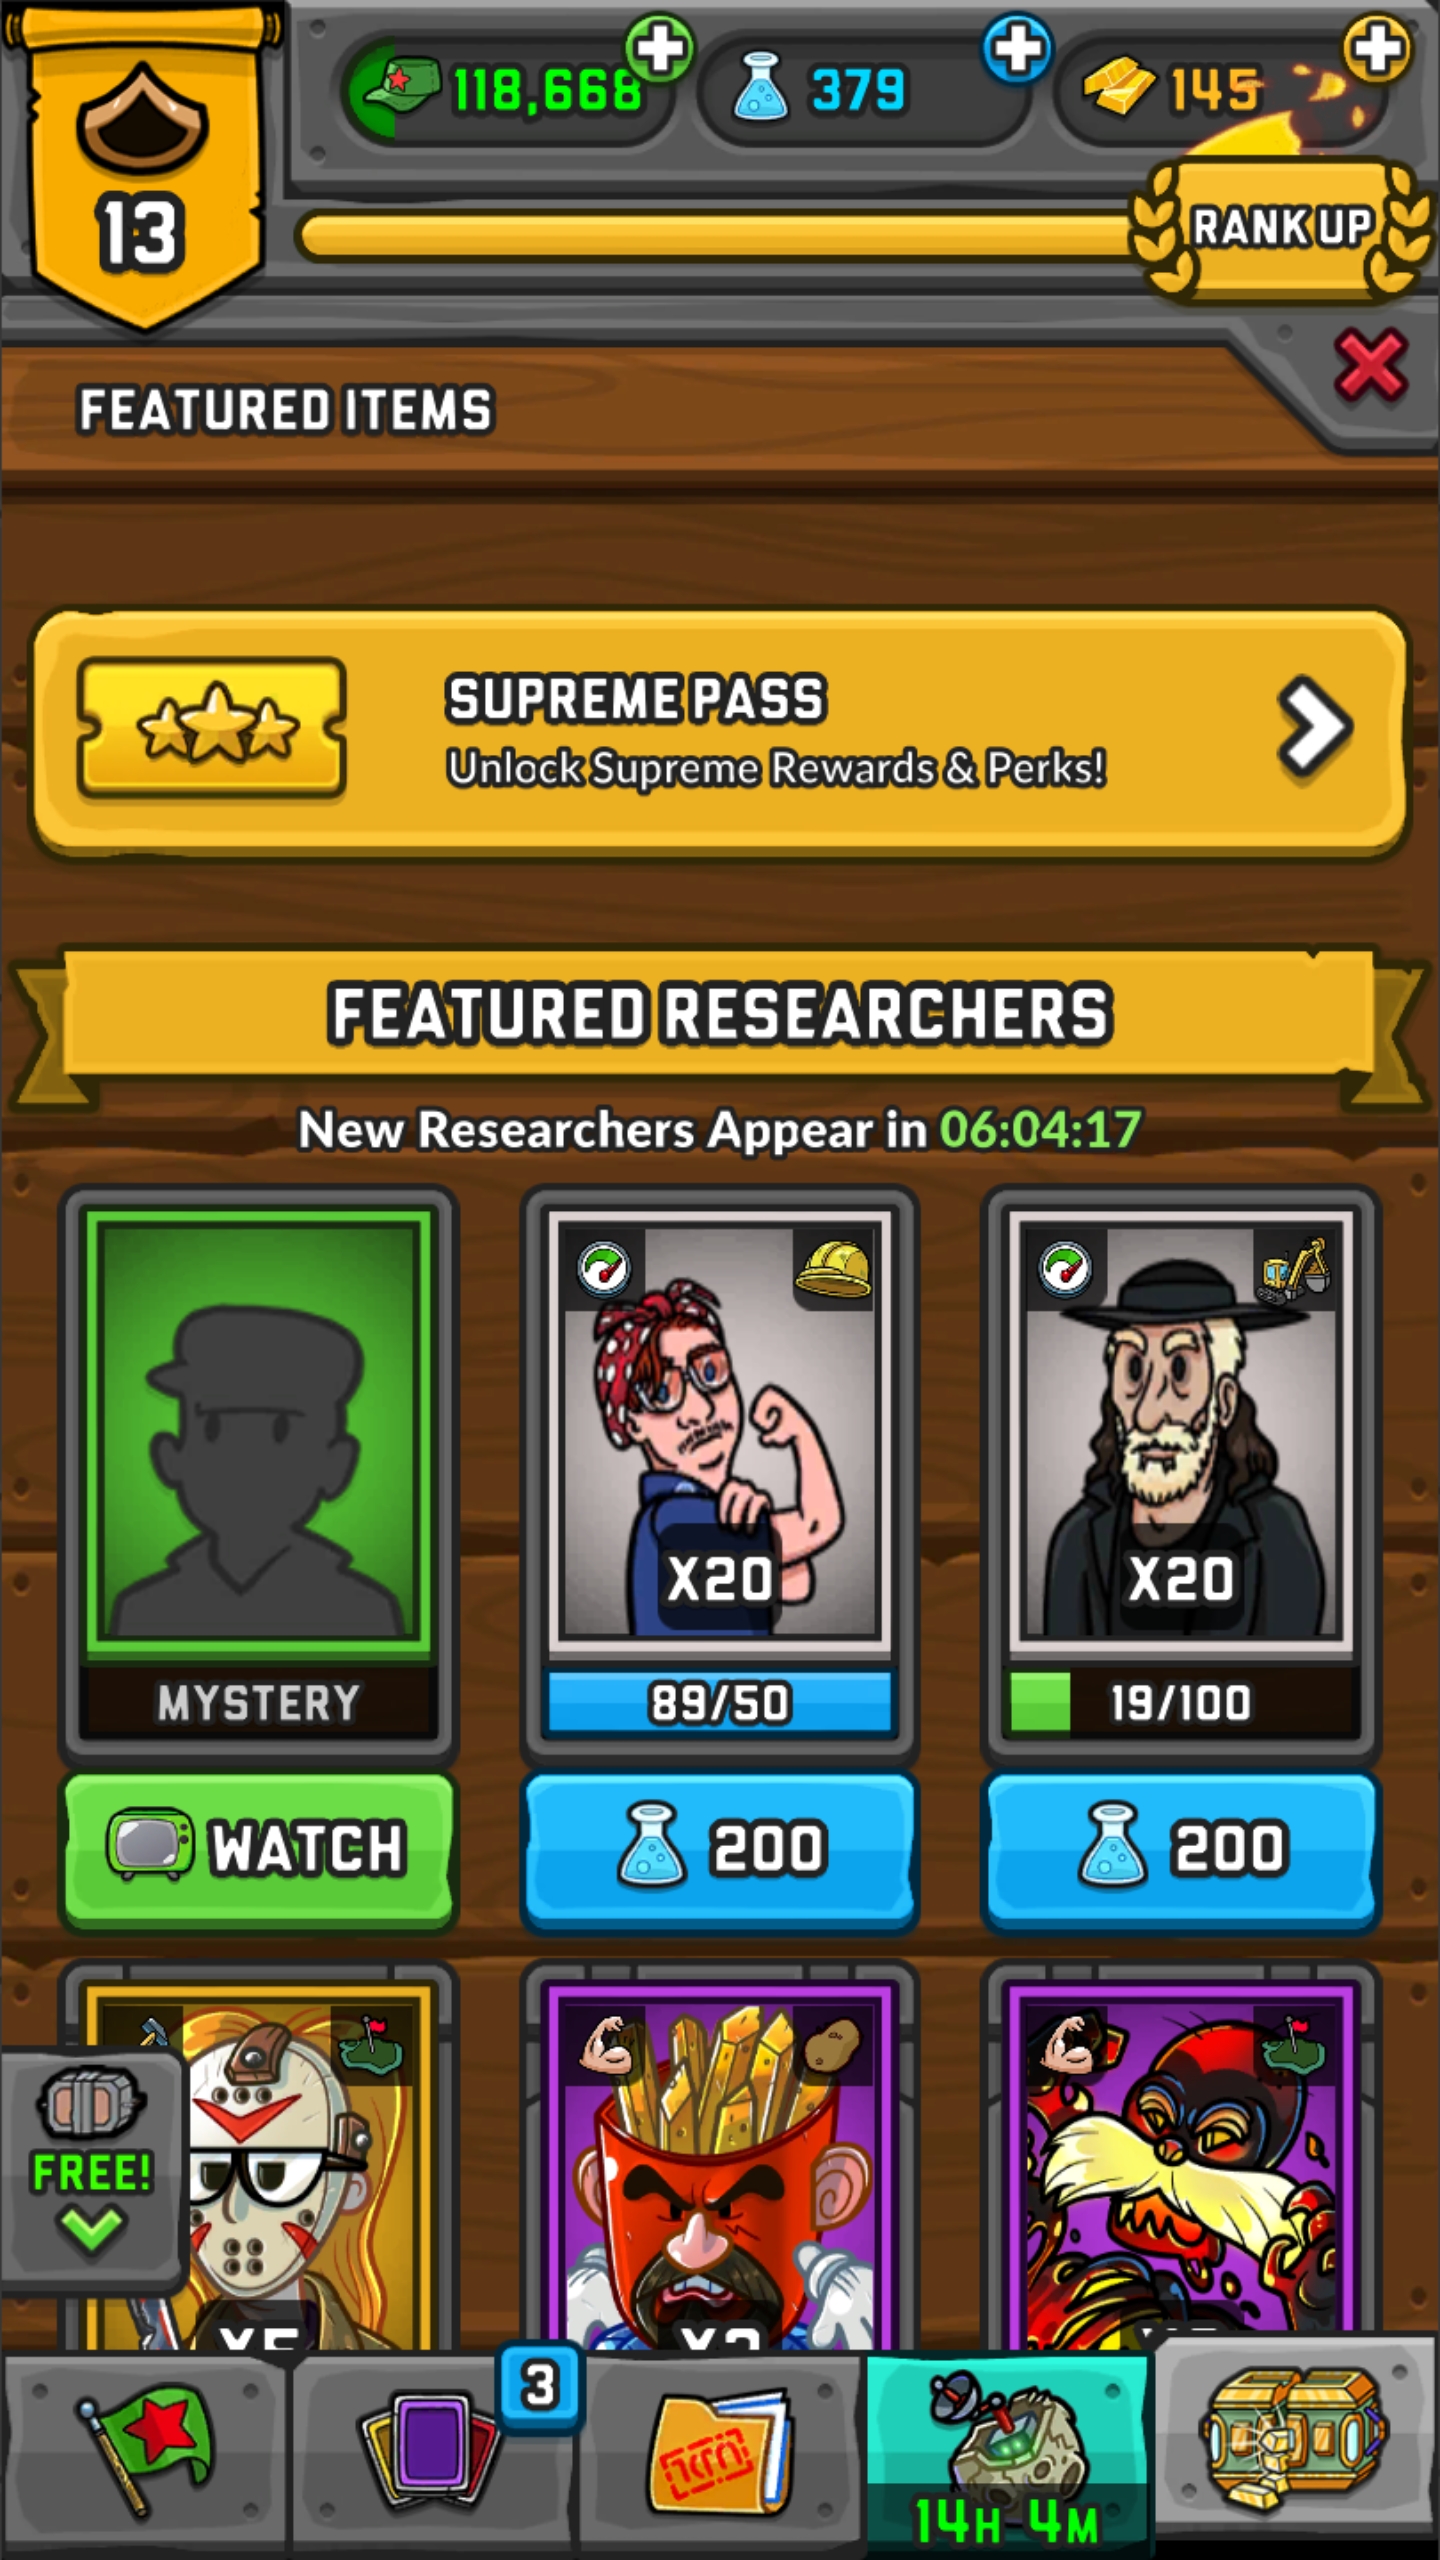 118,668
379
145
13
RANK UP
FEATURED ITEMS
SUPREME PASS
Unlock Supreme Rewards & Perks!
FEATURED RESEARCHERS
New Researchers Appear in 06:04:17
X20
X20
MYSTERY
89/50
19/100
WATCH
200
200
FREE!
X5
3
14H 4M